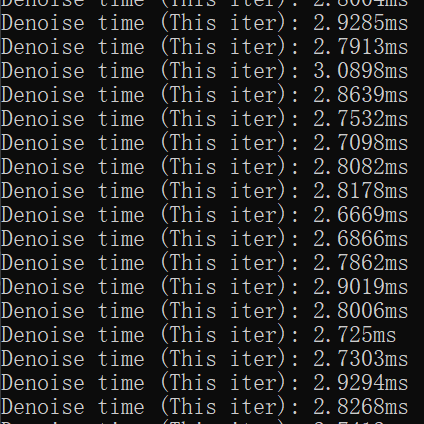 Denoise time (This iter): 2.8004ms
Denoise time (This iter): 2.9285ms
Denoise time (This iter): 2.7913ms
Denoise time (This iter): 3.0898ms
Denoise time (This iter): 2.8639ms
Denoise time (This iter): 2.7532ms
Denoise time (This iter): 2.7098ms
Denoise time (This iter): 2.8082ms
Denoise time (This iter): 2.8178ms
Denoise time (This iter): 2.6669ms
Denoise time (This iter): 2.6866ms
Denoise time (This iter): 2.7862ms
Denoise time (This iter): 2.9019ms
Denoise time (This iter): 2.8006ms
Denoise time (This iter): 2.725ms
Denoise time (This iter): 2.7303ms
Denoise time (This iter): 2.9294ms
Denoise time (This iter): 2.8268ms